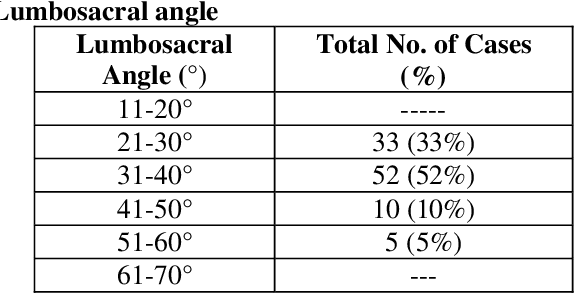 Lumbosacral angle
Lumbosacral Angle (°) Total No. of Cases (%)
11-20° -----
21-30° 33 (33%)
31-40° 52 (52%)
41-50° 10 (10%)
51-60° 5 (5%)
61-70° ---